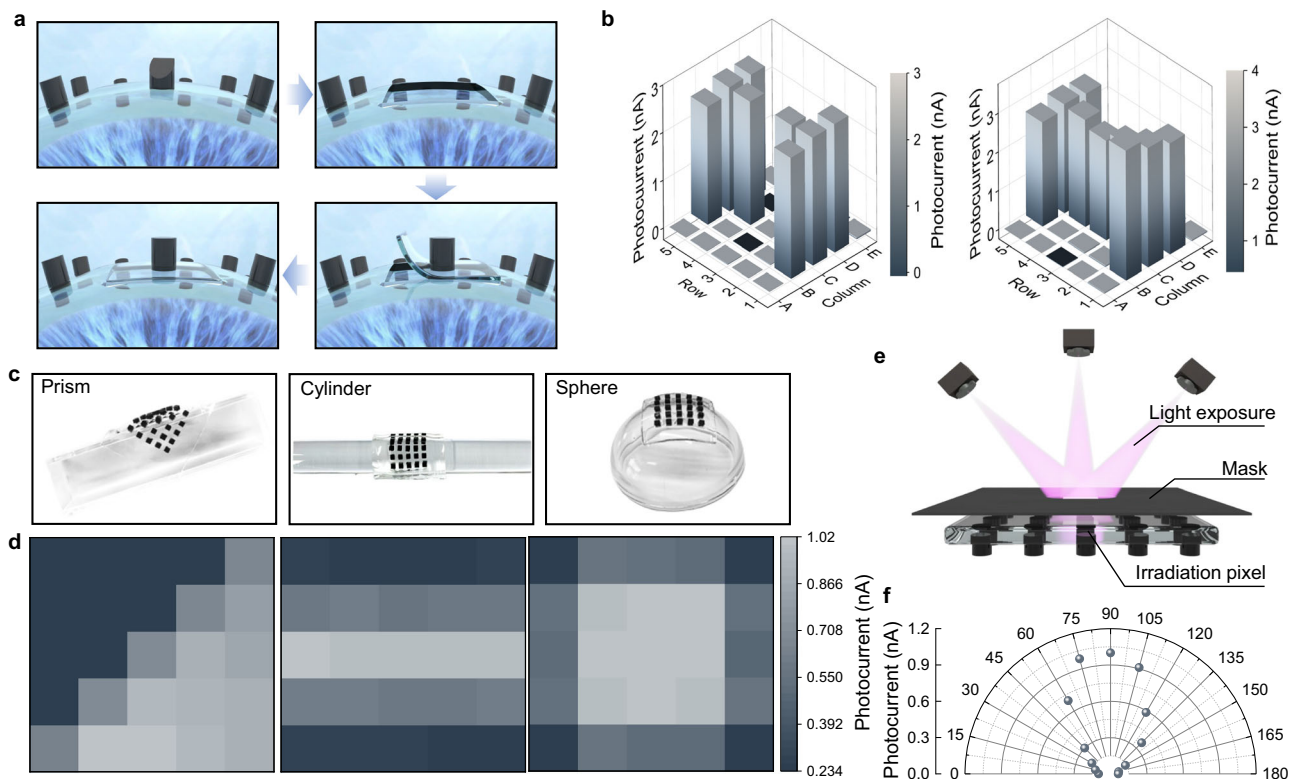 a
b
3
2
1
0
Photocuurrent (nA)
5
4
3
2
1
Row
A
B
C
D
E
Column
3
2
1
0
Photocurrent (nA)
3
2
1
0
Photocurrent (nA)
5
4
3
2
1
Row
A
B
C
D
E
Column
4
3
2
1
Photocurrent (nA)
c
Prism
Cylinder
Sphere
d
1.02
0.866
0.708
0.550
0.392
0.234
Photocurrent (nA)
e
Light exposure
Mask
Irradiation pixel
f
1.2
0.9
0.6
0.3
0.0
Photocurrent (nA)
0
15
30
45
60
75
90
105
120
135
150
165
180